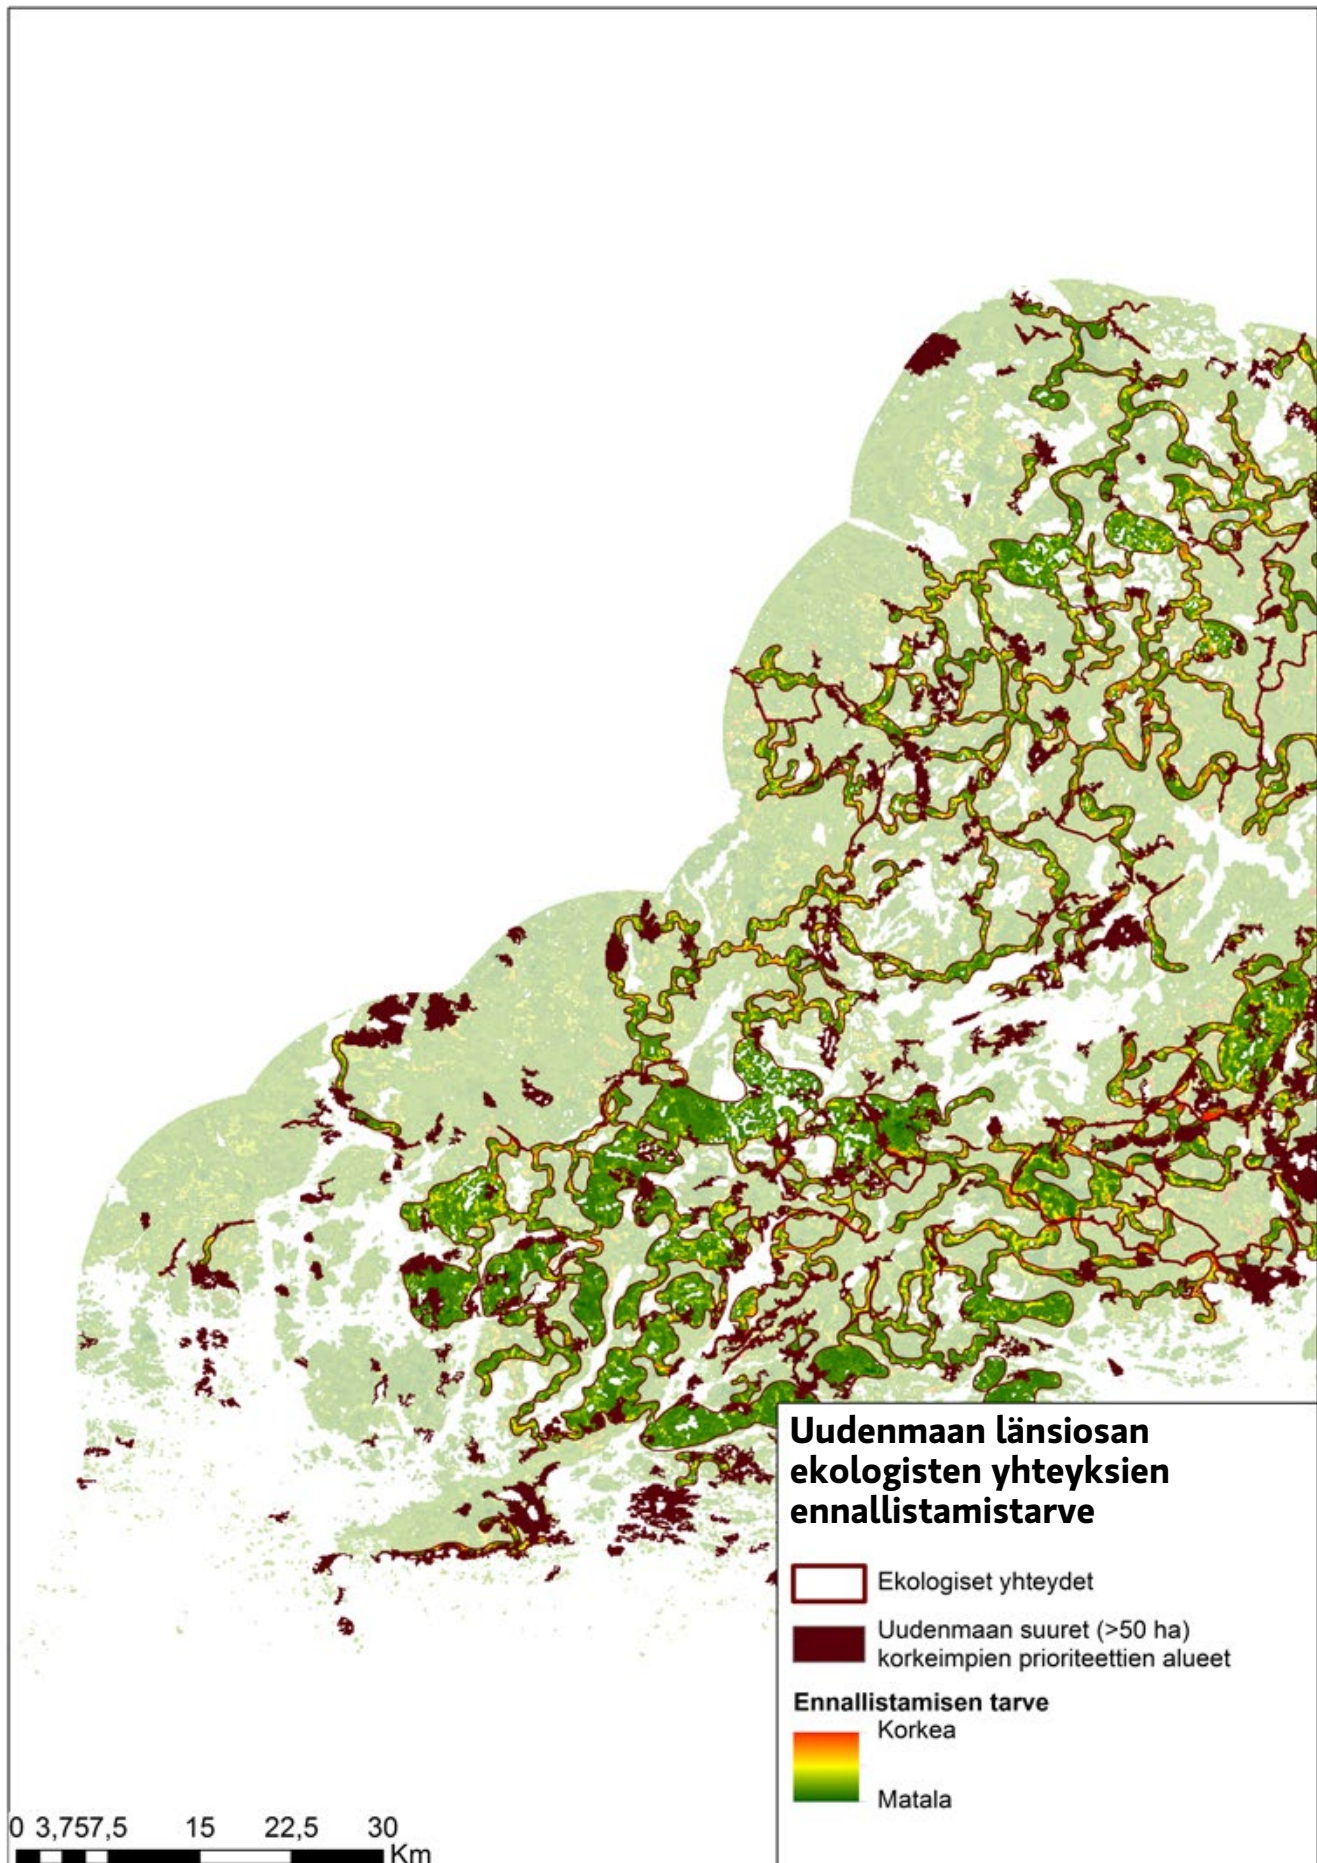 Uudenmaan länsiosan
ekologisten yhteyksien
ennallistamistarve
Ekologiset yhteydet
Uudenmaan suuret (>50 ha)
korkeimpien prioriteettien alueet
Ennallistamisen tarve
Korkea
Matala
0 3,757,5 15 22,5 30
Km